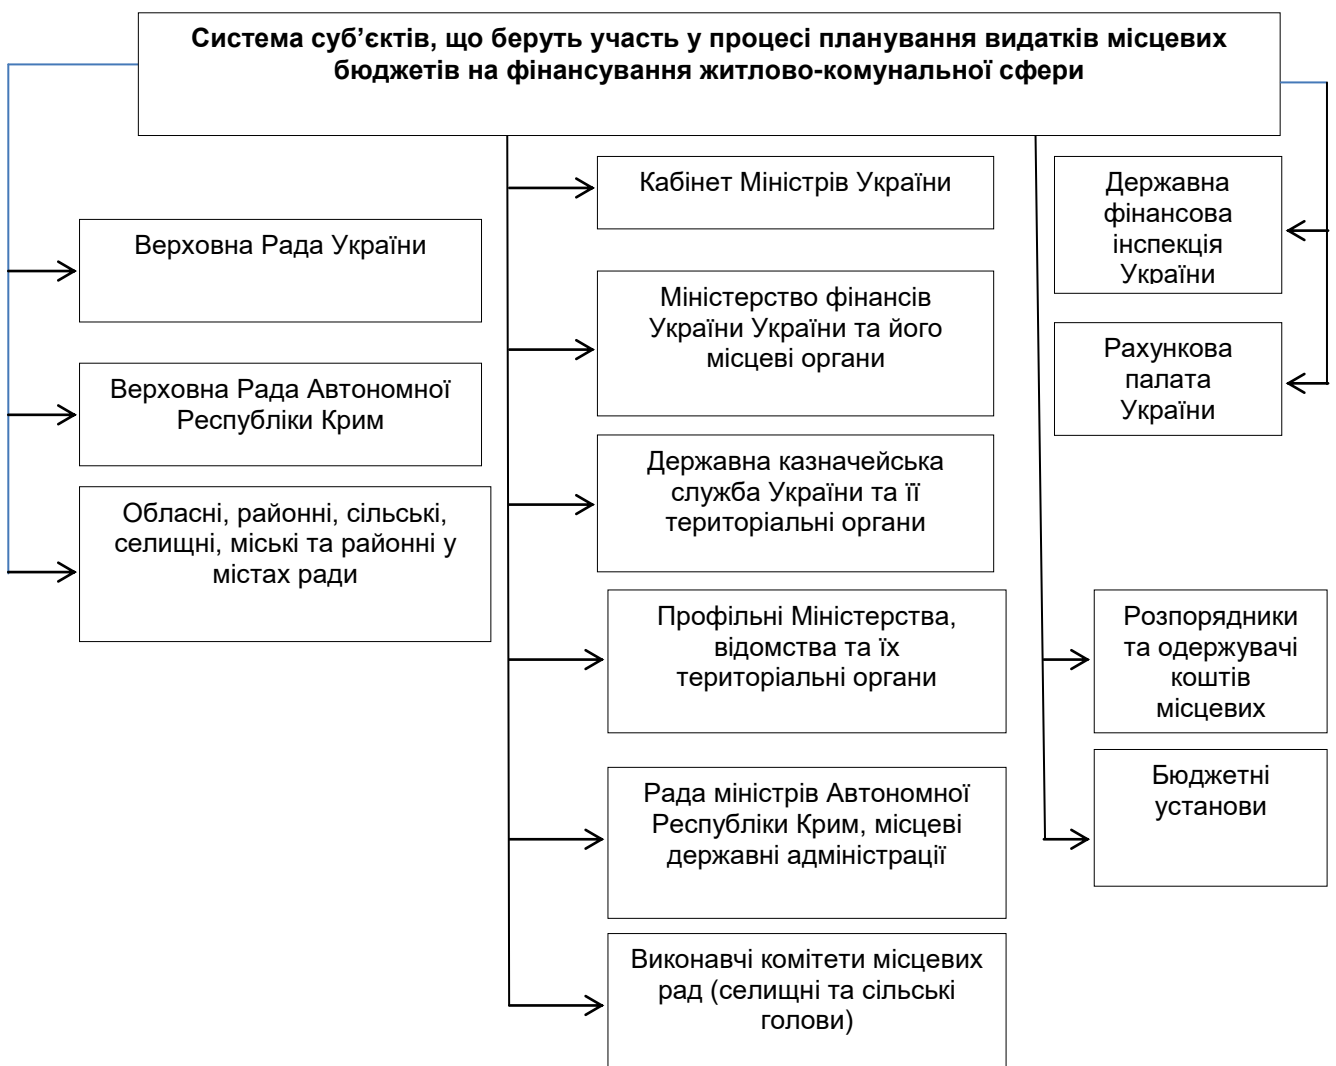 Система суб’єктів, що беруть участь у процесі планування видатків місцевих
бюджетів на фінансування житлово-комунальної сфери
Верховна Рада України
Верховна Рада Автономної
Республіки Крим
Обласні, районні, сільські,
селищні, міські та районні у
містах ради
Кабінет Міністрів України
Міністерство фінансів
України України та його
місцеві органи
Державна казначейська
служба України та її
територіальні органи
Профільні Міністерства,
відомства та їх
територіальні органи
Рада міністрів Автономної
Республіки Крим, місцеві
державні адміністрації
Виконавчі комітети місцевих
рад (селищні та сільські
голови)
Державна
фінансова
інспекція
України
Рахункова
палата
України
Розпорядники
та одержувачі
коштів
місцевих
Бюджетні
установи